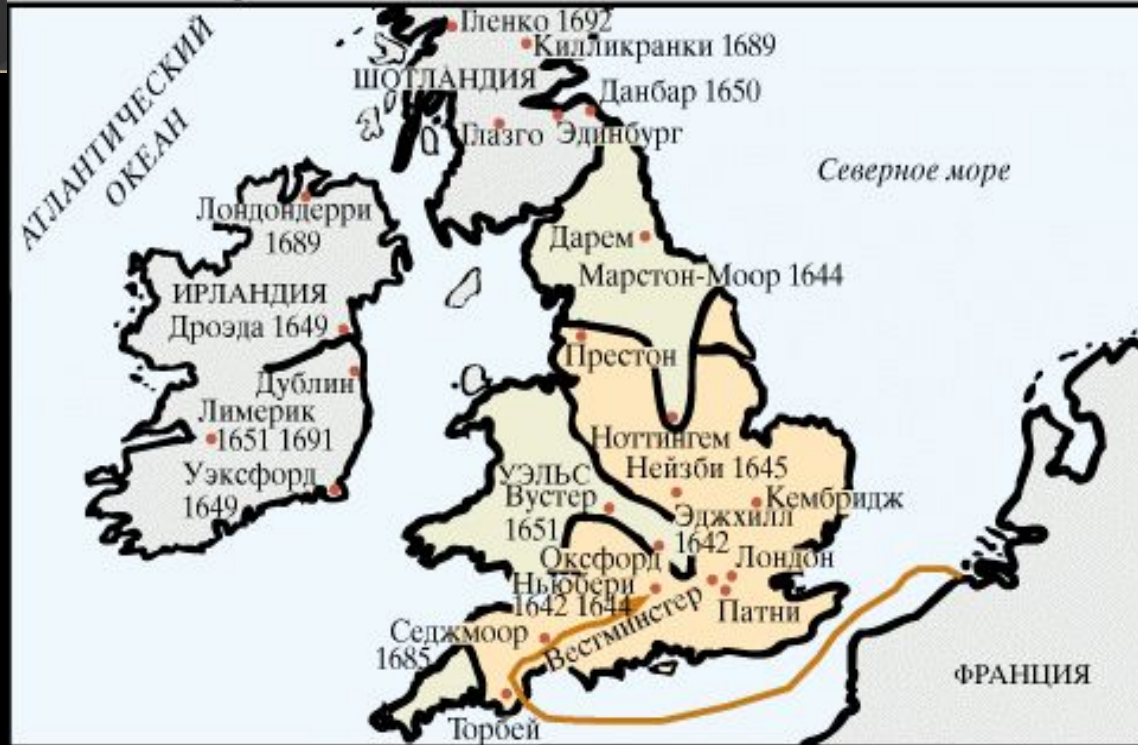 Гленко 1692
Килликранки 1689
ШОТЛАНДИЯ
Данбар 1650
Глазго
Эдинбург
АТЛАНТИЧЕСКИЙ
ОКЕАН
Северное море
Лондондерри
1689
Дарем
Марстон-Моор 1644
ИРЛАНДИЯ
Дроэда 1649
Престон
Дублин
Лимерик
1651 1691
Ноттингем
Нейзби 1645
Уэксфорд
1649
УЭЛЬС
Вустер
1651
Кембридж
Эджхилл
1642
Оксфорд
Лондон
Ньюбери
1642 1644
Вестминстер
Патни
Седжмоор
1685
ФРАНЦИЯ
Торбей